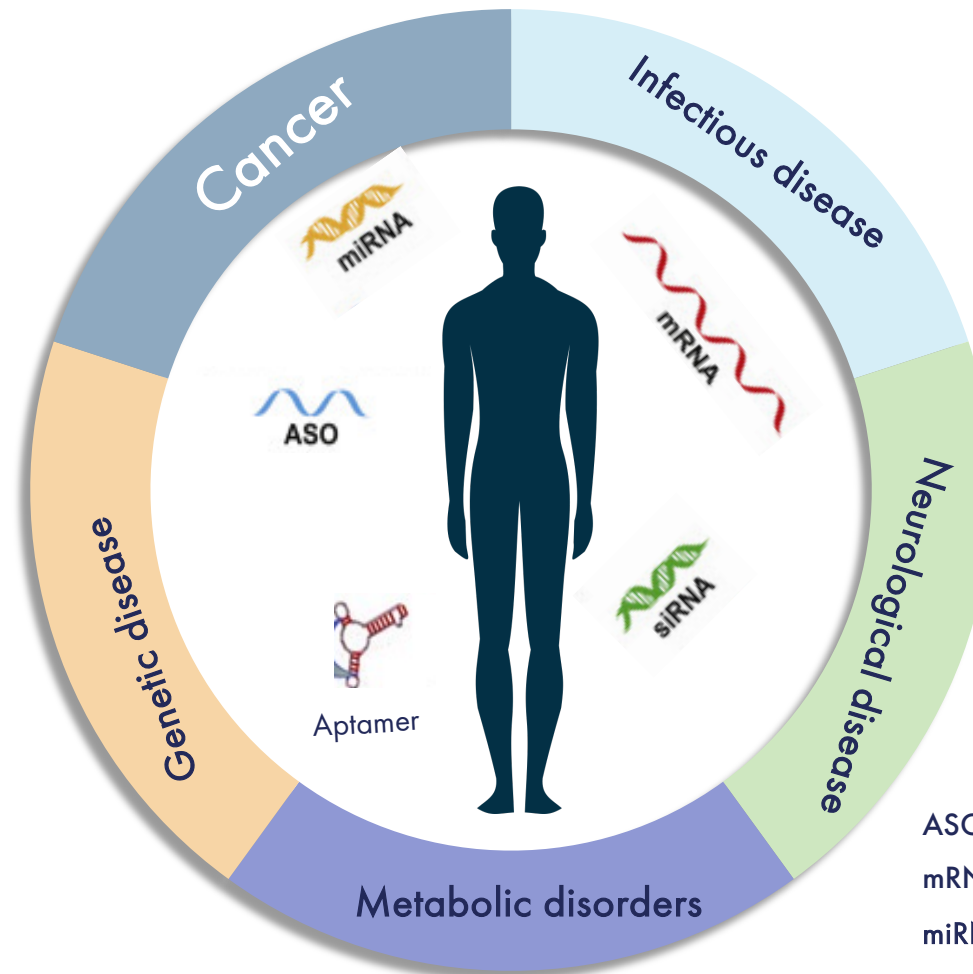 Cancer
Infectious disease
miRNA
mRNA
ASO
Neurological disease
Genetic disease
siRNA
Aptamer
Metabolic disorders